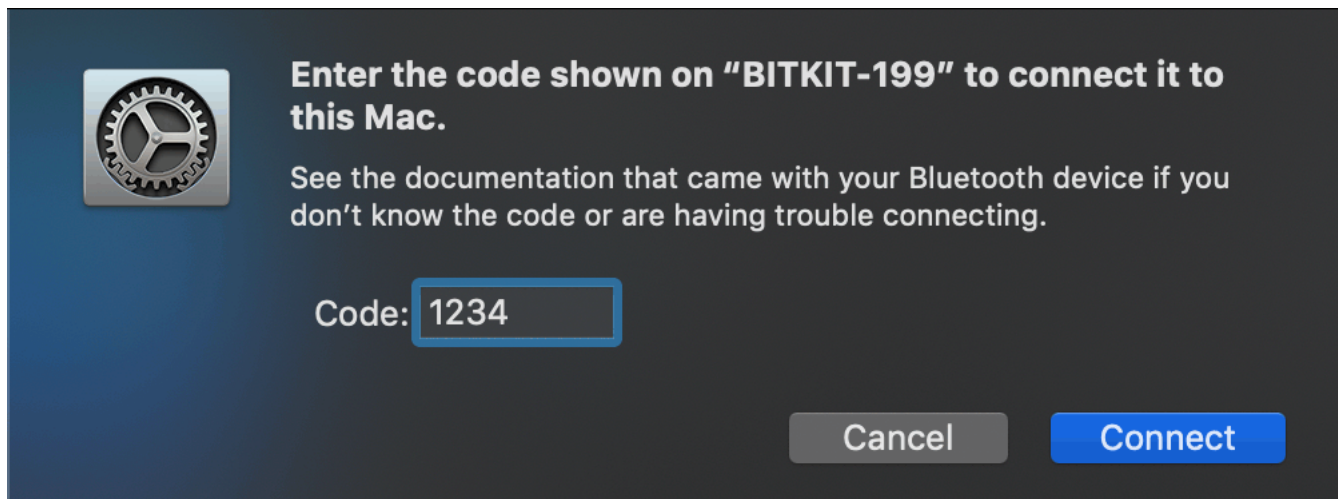 Enter the code shown on “BITKIT-199” to connect it to
this Mac.
See the documentation that came with your Bluetooth device if you
don’t know the code or are having trouble connecting.
Code: 1234
Cancel Connect